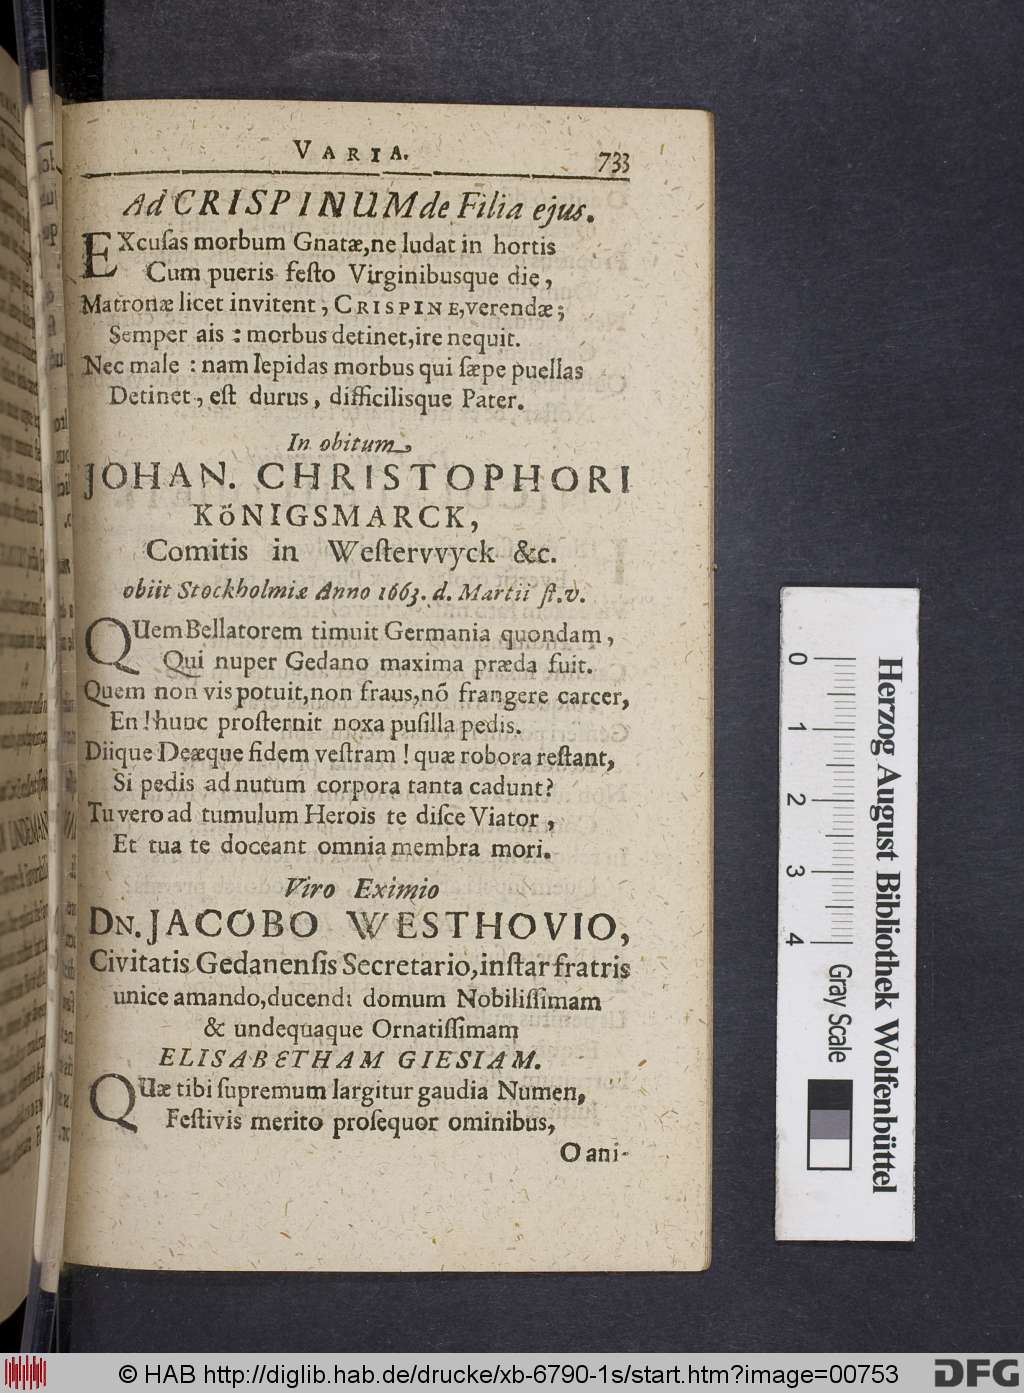 VARIA. 733
Ad CRISPINUM de Filia ejus.
EXcuſas morbum Gnatæ, ne ludat in hortis
Cum pueris feſto Virginibusque die,
Matronæ licet invitent, CRISPINE, verendæ;
Semper ais : morbus detinet, ire nequit.
Nec male : nam lepidas morbus qui ſæpe puellas
Detinet, eſt durus, difficilisque Pater.
In obitum
JOHAN. CHRISTOPHORI
KöNIGSMARCK,
Comitis in Weſtervvyck &c.
obiit Stockholmiæ Anno 1663. d. Martii ſt.v.
QUem Bellatorem timuit Germania quondam,
Qui nuper Gedano maxima præda fuit.
Quem non vis potuit, non fraus, nō frangere carcer,
En! hunc proſternit noxa puſilla pedis.
Diique Deæque fidem veſtram! quæ robora reſtant,
Si pedis ad nutum corpora tanta cadunt?
Tu vero ad tumulum Herois te diſce Viator,
Et tua te doceant omnia membra mori.
Viro Eximio
DN. JACOBO WESTHOVIO,
Civitatis Gedanenſis Secretario, inſtar fratris
unice amando, ducendi domum Nobiliſſimam
& undequaque Ornatiſſimam
ELISABETHAM GIESIAM.
QUæ tibi ſupremum largitur gaudia Numen,
Feſtivis merito proſequor ominibus,
O ani-
0 1 2 3 4
Gray Scale
Herzog August Bibliothek Wolfenbüttel
© HAB http://diglib.hab.de/drucke/xb-6790-1s/start.htm?image=00753
DFG